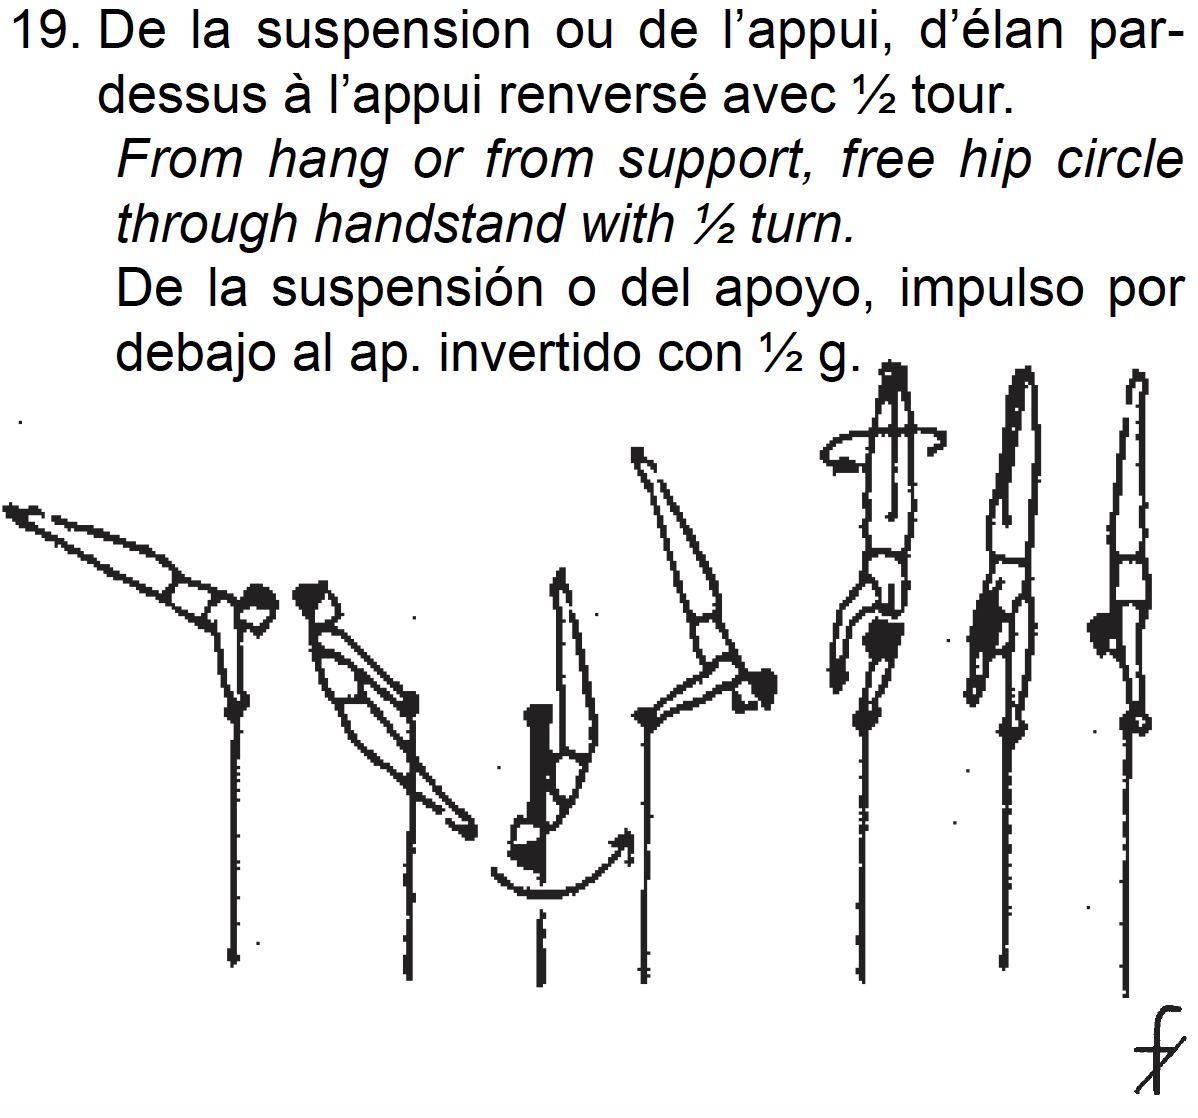 19. De la suspension ou de l’appui, d’élan par-
dessus à l’appui renversé avec ½ tour.
From hang or from support, free hip circle
through handstand with ½ turn.
De la suspensión o del apoyo, impulso por
debajo al ap. invertido con ½ g.